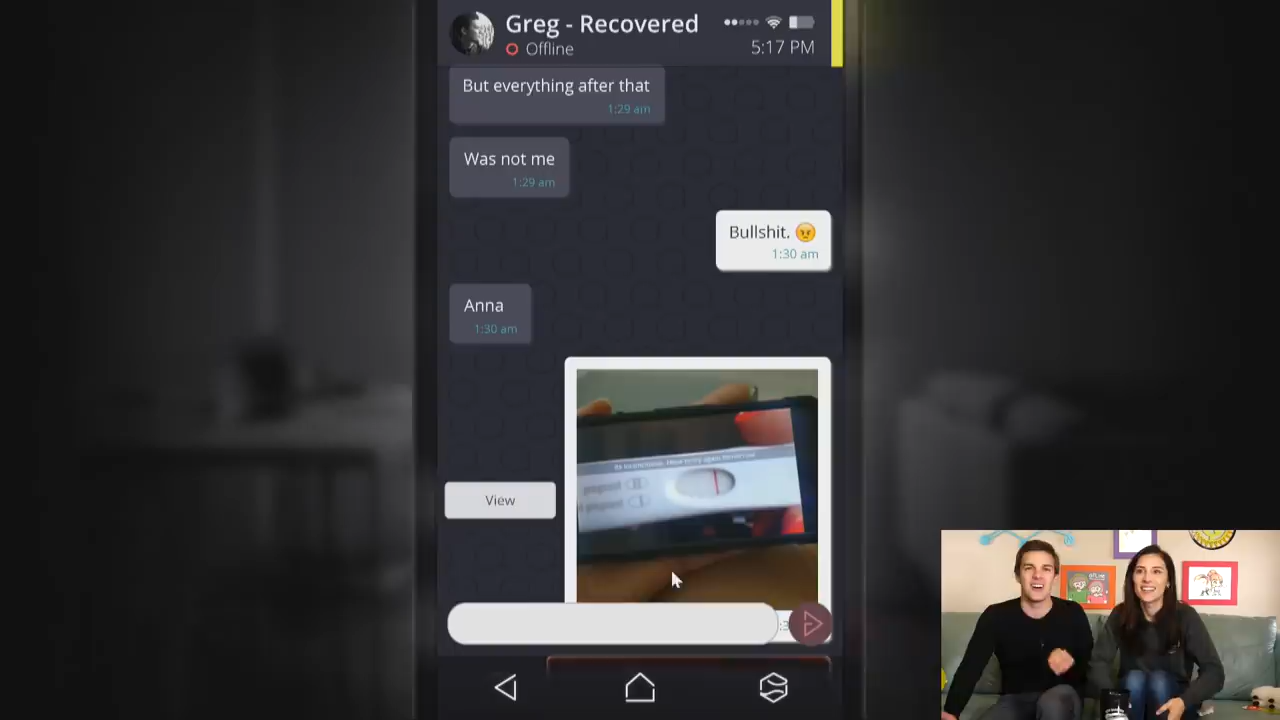 Greg - Recovered
Offline
5:17 PM
But everything after that
1:29 am
Was not me
1:29 am
Bullshit. 😠
1:30 am
Anna
1:30 am
View